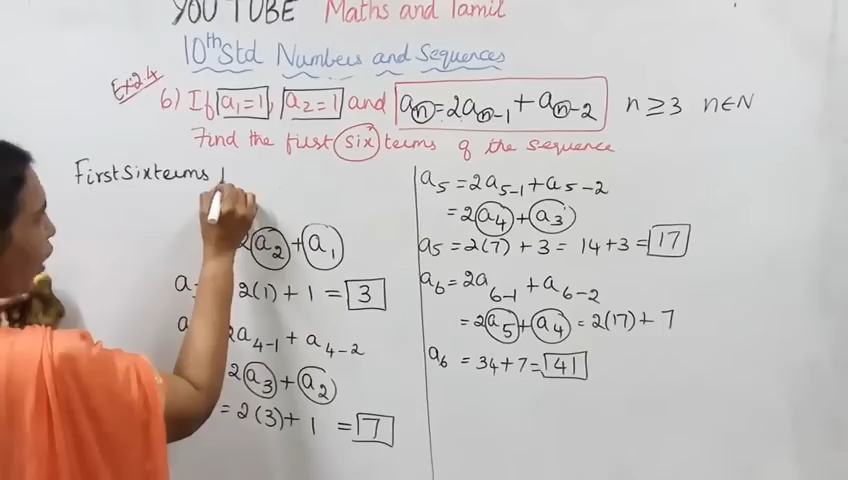 YOU TUBE Maths and Tamil
10th Std Numbers and Sequences
Ex:2.4
6) If a₁=1, a₂=1 and aₙ=2aₙ₋₁+aₙ₋₂ n≥3 n∈N
Find the first six terms of the sequence
First six terms 1
2a₂+a₁
a 2(1)+1=3
a 2a₄₋₁+a₄₋₂
2a₃+a₂
=2(3)+1=7
a₅=2a₅₋₁+a₅₋₂
=2a₄+a₃
a₅=2(7)+3=14+3=17
a₆=2a₆₋₁+a₆₋₂
=2a₅+a₄=2(17)+7
a₆=34+7=41